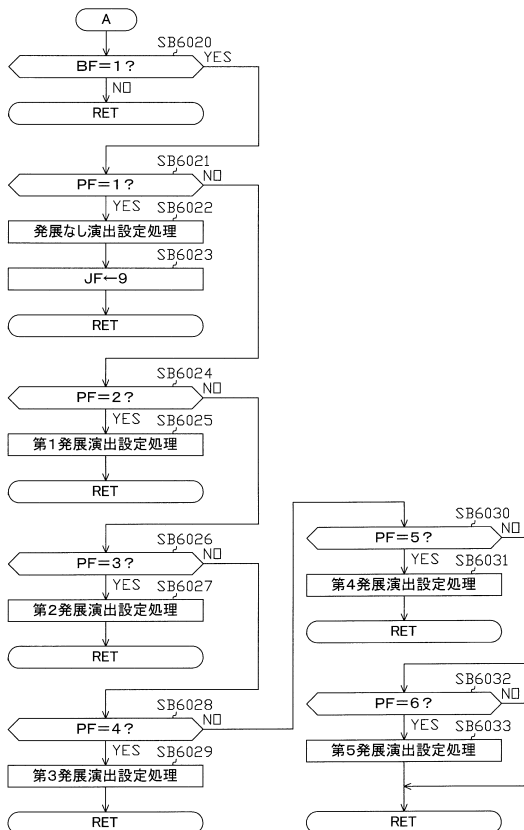 A
SB6020
BF=1?
YES
NO
RET
SB6021
PF=1?
NO
YES
SB6022
発展なし演出設定処理
SB6023
JF←9
RET
SB6024
PF=2?
NO
YES
SB6025
第1発展演出設定処理
RET
SB6026
PF=3?
NO
YES
SB6027
第2発展演出設定処理
RET
SB6028
PF=4?
NO
YES
SB6029
第3発展演出設定処理
RET
SB6030
PF=5?
NO
YES
SB6031
第4発展演出設定処理
RET
SB6032
PF=6?
NO
YES
SB6033
第5発展演出設定処理
RET